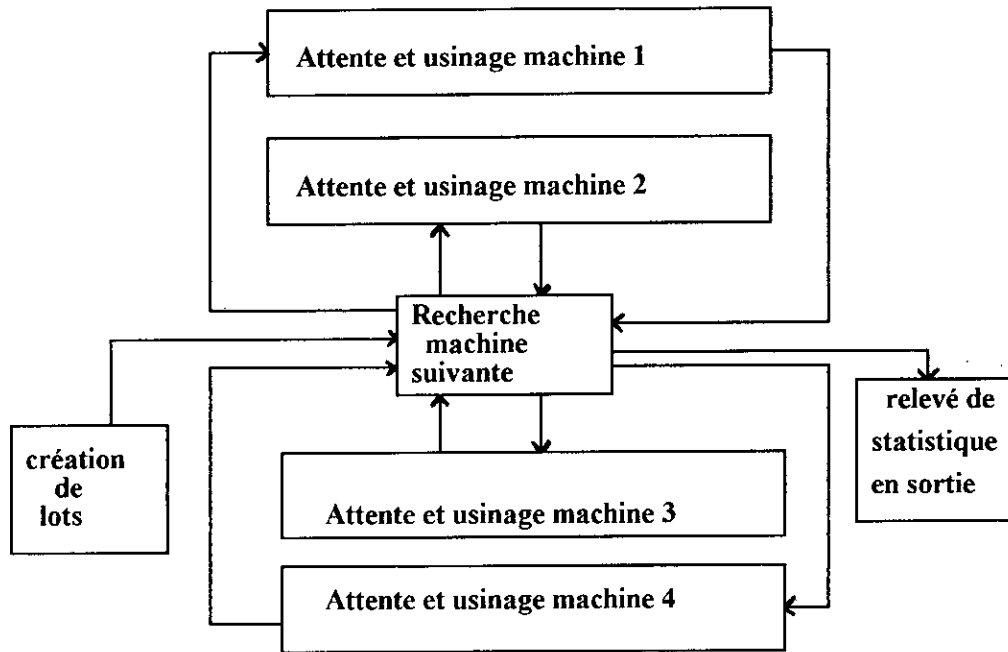 Attente et usinage machine 1
Attente et usinage machine 2
Recherche
machine
suivante
création
de
lots
relevé de
statistique
en sortie
Attente et usinage machine 3
Attente et usinage machine 4